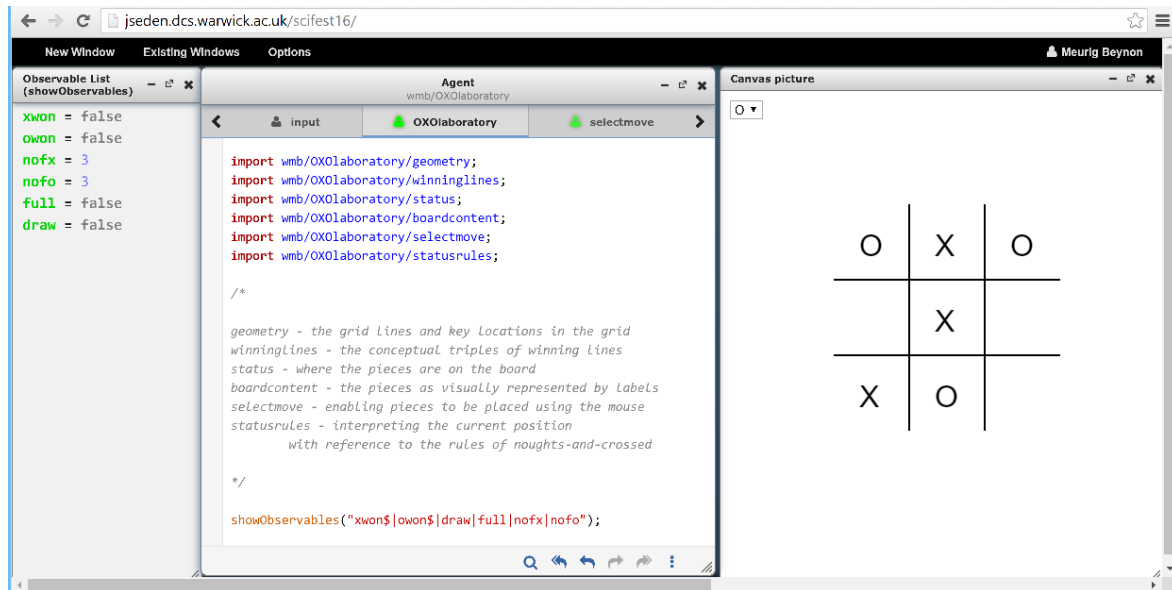 jseden.dcs.warwick.ac.uk/scifest16/
New Window Existing Windows Options Meurig Beynon
Observable List
(showObservables)
xwon = false
owon = false
nofx = 3
nofo = 3
full = false
draw = false
Agent
wmb/OXOlaboratory
input OXOlaboratory selectmove
import wmb/OXOlaboratory/geometry;
import wmb/OXOlaboratory/winninglines;
import wmb/OXOlaboratory/status;
import wmb/OXOlaboratory/boardcontent;
import wmb/OXOlaboratory/selectmove;
import wmb/OXOlaboratory/statusrules;
/*
geometry - the grid lines and key locations in the grid
winninglines - the conceptual triples of winning lines
status - where the pieces are on the board
boardcontent - the pieces as visually represented by labels
selectmove - enabling pieces to be placed using the mouse
statusrules - interpreting the current position
with reference to the rules of noughts-and-crossed
*/
showObservables("xwon$|owon$|draw|full|nofx|nofo");
Canvas picture
O
O X O
X
X O